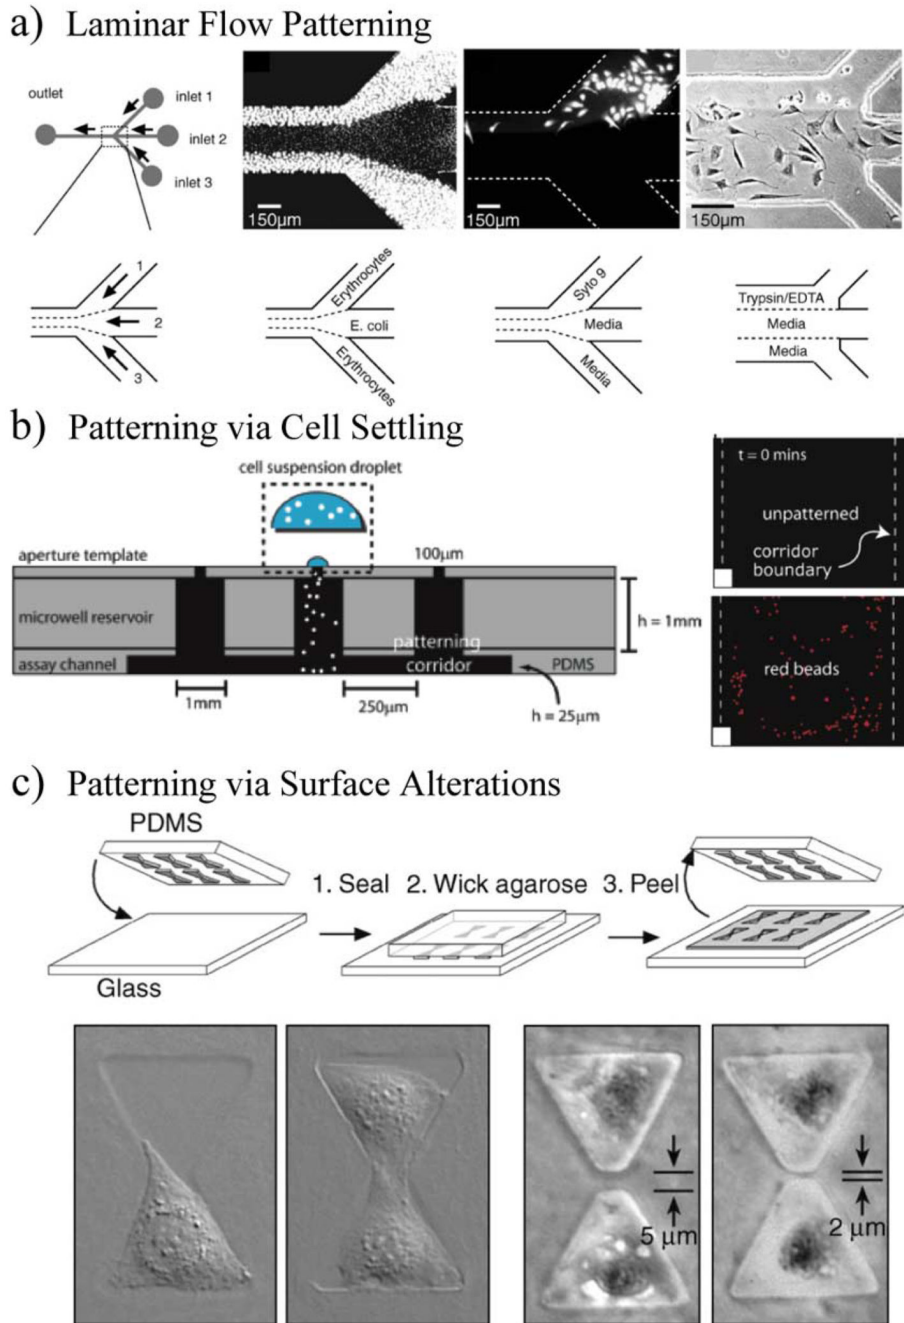 a) Laminar Flow Patterning
outlet
inlet 1
inlet 2
inlet 3
150μm
150μm
150μm
1
2
3
Erythrocytes
E. coli
Erythrocytes
Syto 9
Media
Media
Trypsin/EDTA
Media
Media
b) Patterning via Cell Settling
cell suspension droplet
aperture template
100μm
microwell reservoir
h = 1mm
patterning
assay channel
corridor
PDMS
1mm
250μm
h = 25μm
t = 0 mins
unpatterned
corridor
boundary
red beads
c) Patterning via Surface Alterations
PDMS
1. Seal 2. Wick agarose 3. Peel
Glass
5 μm
2 μm